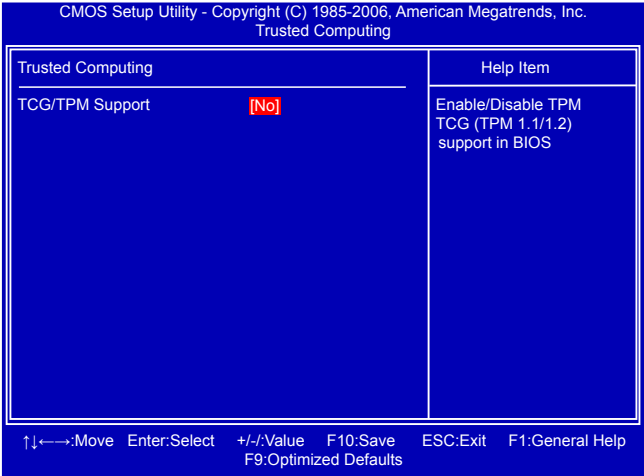 CMOS Setup Utility - Copyright (C) 1985-2006, American Megatrends, Inc.
Trusted Computing
Trusted Computing
TCG/TPM Support [No]
Help Item
Enable/Disable TPM
TCG (TPM 1.1/1.2)
support in BIOS
↑↓←→:Move Enter:Select +/-/:Value F10:Save ESC:Exit F1:General Help
F9:Optimized Defaults